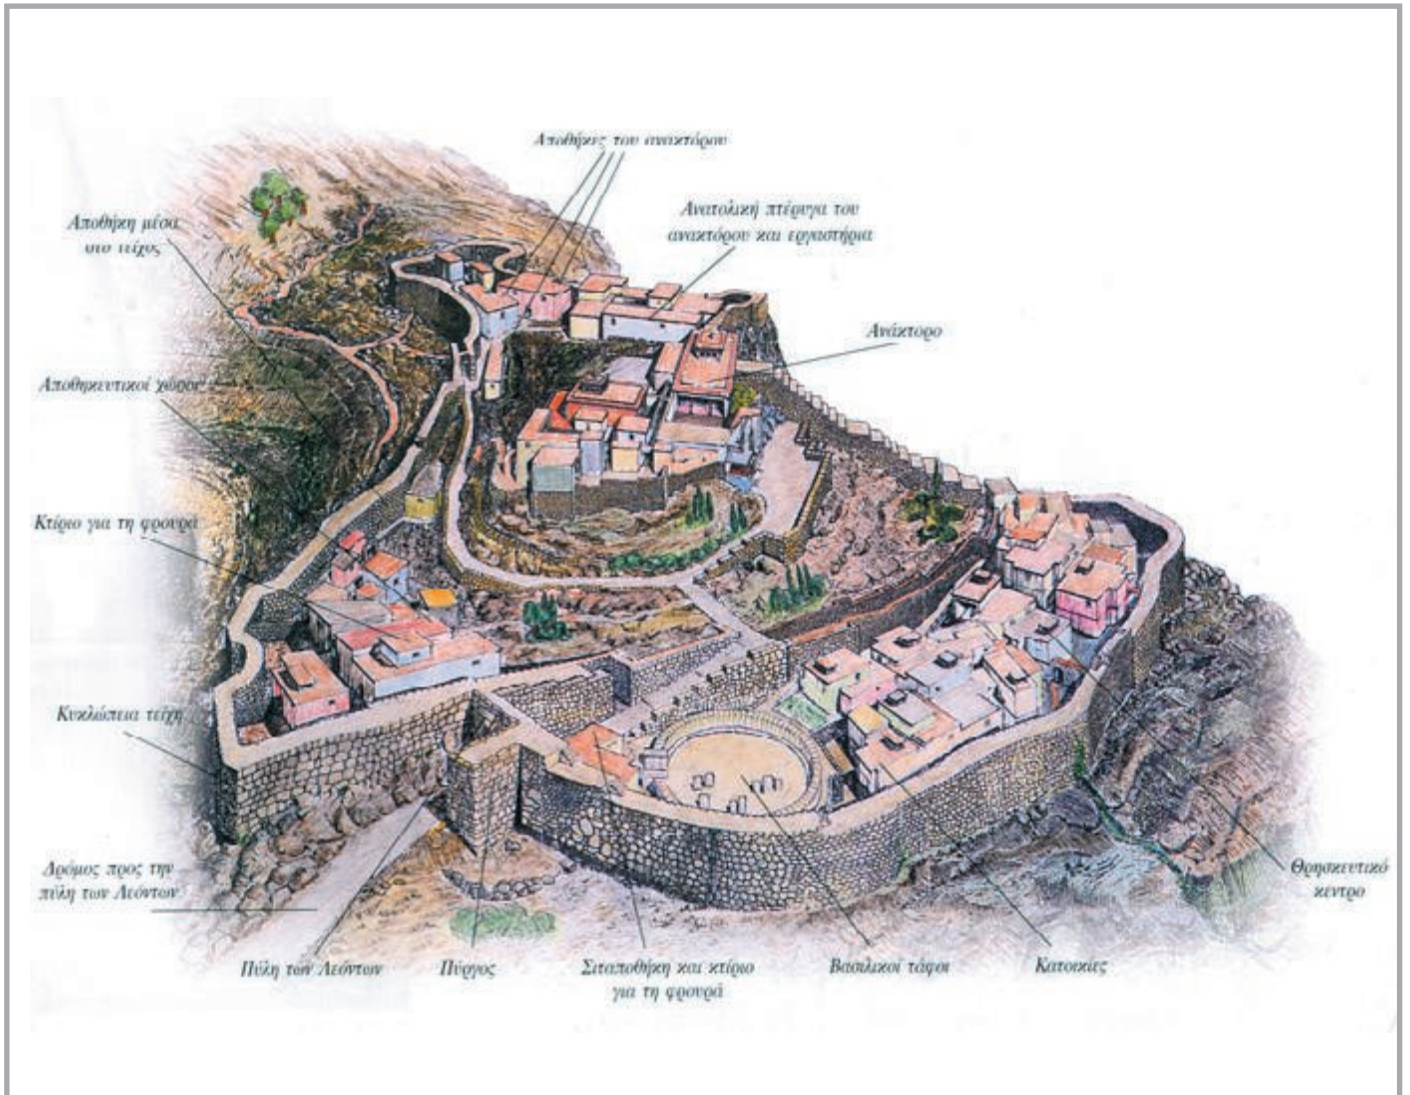 Αποθήκες του ανακτόρου
Αποθήκη μέσα
στο τείχος
Ανατολική πτέρυγα του
ανακτόρου και εργαστήρια
Ανάκτορο
Αποθηκευτικοί χώροι
Κτίριο για τη φρουρά
Κυκλώπεια τείχη
Δρόμος προς την
πύλη των Λεόντων
Θρησκευτικό
κεντρο
Πύλη των Λεόντων
Πύργος
Σιταποθήκη και κτίριο
για τη φρουρά
Βασιλικοί τάφοι
Κατοικίες